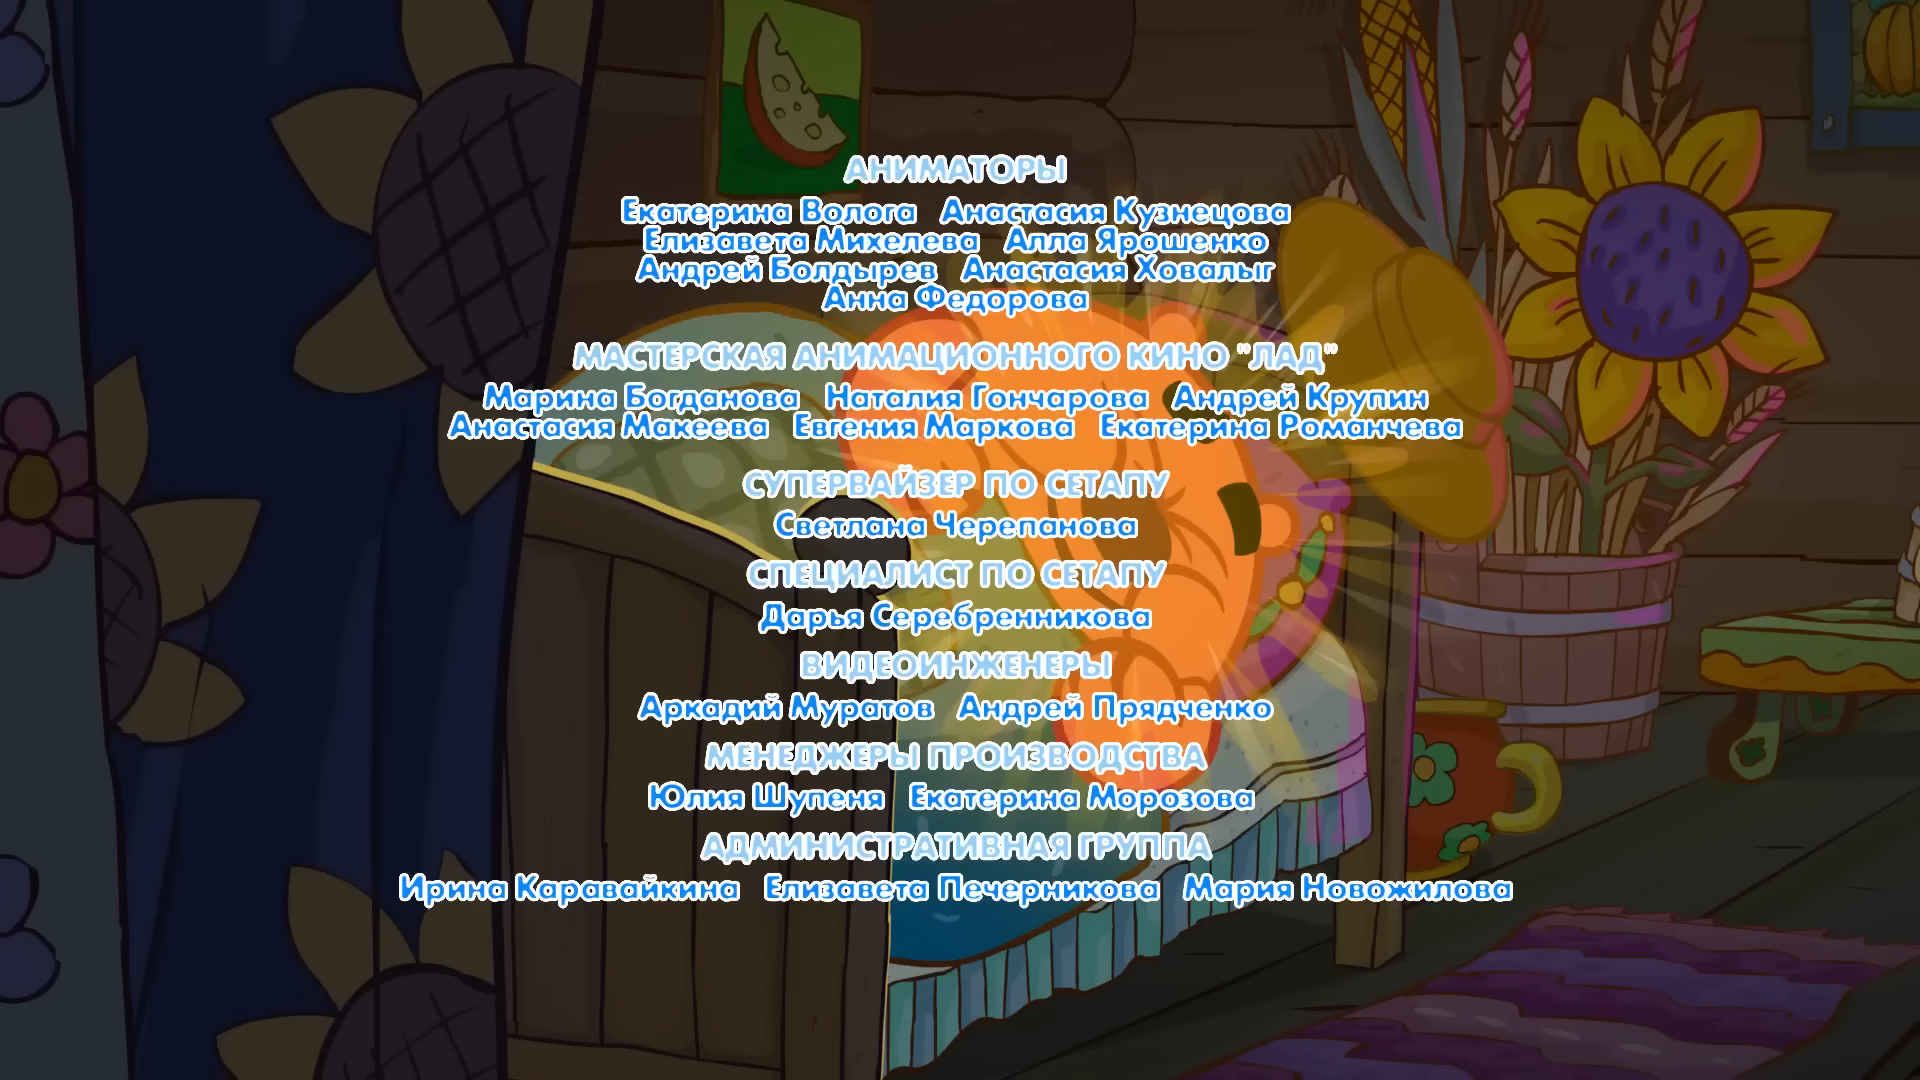 АНИМАТОРЫ
Екатерина Волога Анастасия Кузнецова
Елизавета Михелева Алла Ярошенко
Андрей Болдырев Анастасия Ховалыг
Анна Федорова
МАСТЕРСКАЯ АНИМАЦИОННОГО КИНО "ЛАД"
Марина Богданова Наталия Гончарова Андрей Крупин
Анастасия Макеева Евгения Маркова Екатерина Романчева
СУПЕРВАЙЗЕР ПО СЕТАПУ
Светлана Черепанова
СПЕЦИАЛИСТ ПО СЕТАПУ
Дарья Серебренникова
ВИДЕОИНЖЕНЕРЫ
Аркадий Муратов Андрей Прядченко
МЕНЕДЖЕРЫ ПРОИЗВОДСТВА
Юлия Шупеня Екатерина Морозова
АДМИНИСТРАТИВНАЯ ГРУППА
Ирина Каравайкина Елизавета Печерникова Мария Новожилова